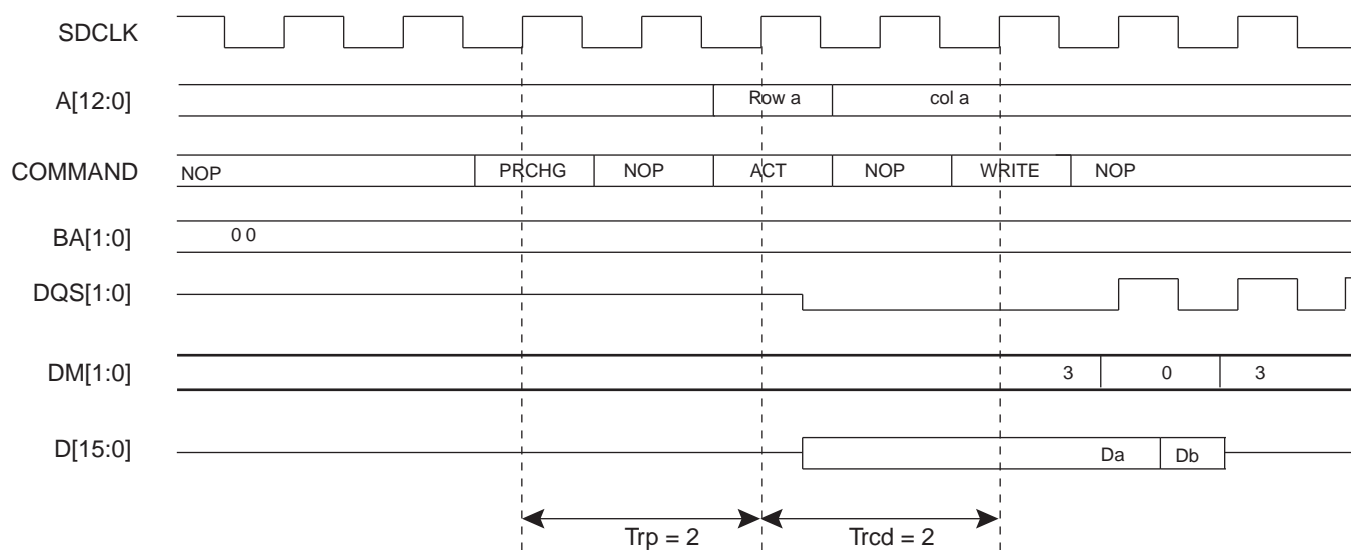 SDCLK
A[12:0] Row a col a
COMMAND NOP PRCHG NOP ACT NOP WRITE NOP
BA[1:0] 0 0
DQS[1:0]
DM[1:0] 3 0 3
D[15:0] Da Db
Trp = 2 Trcd = 2